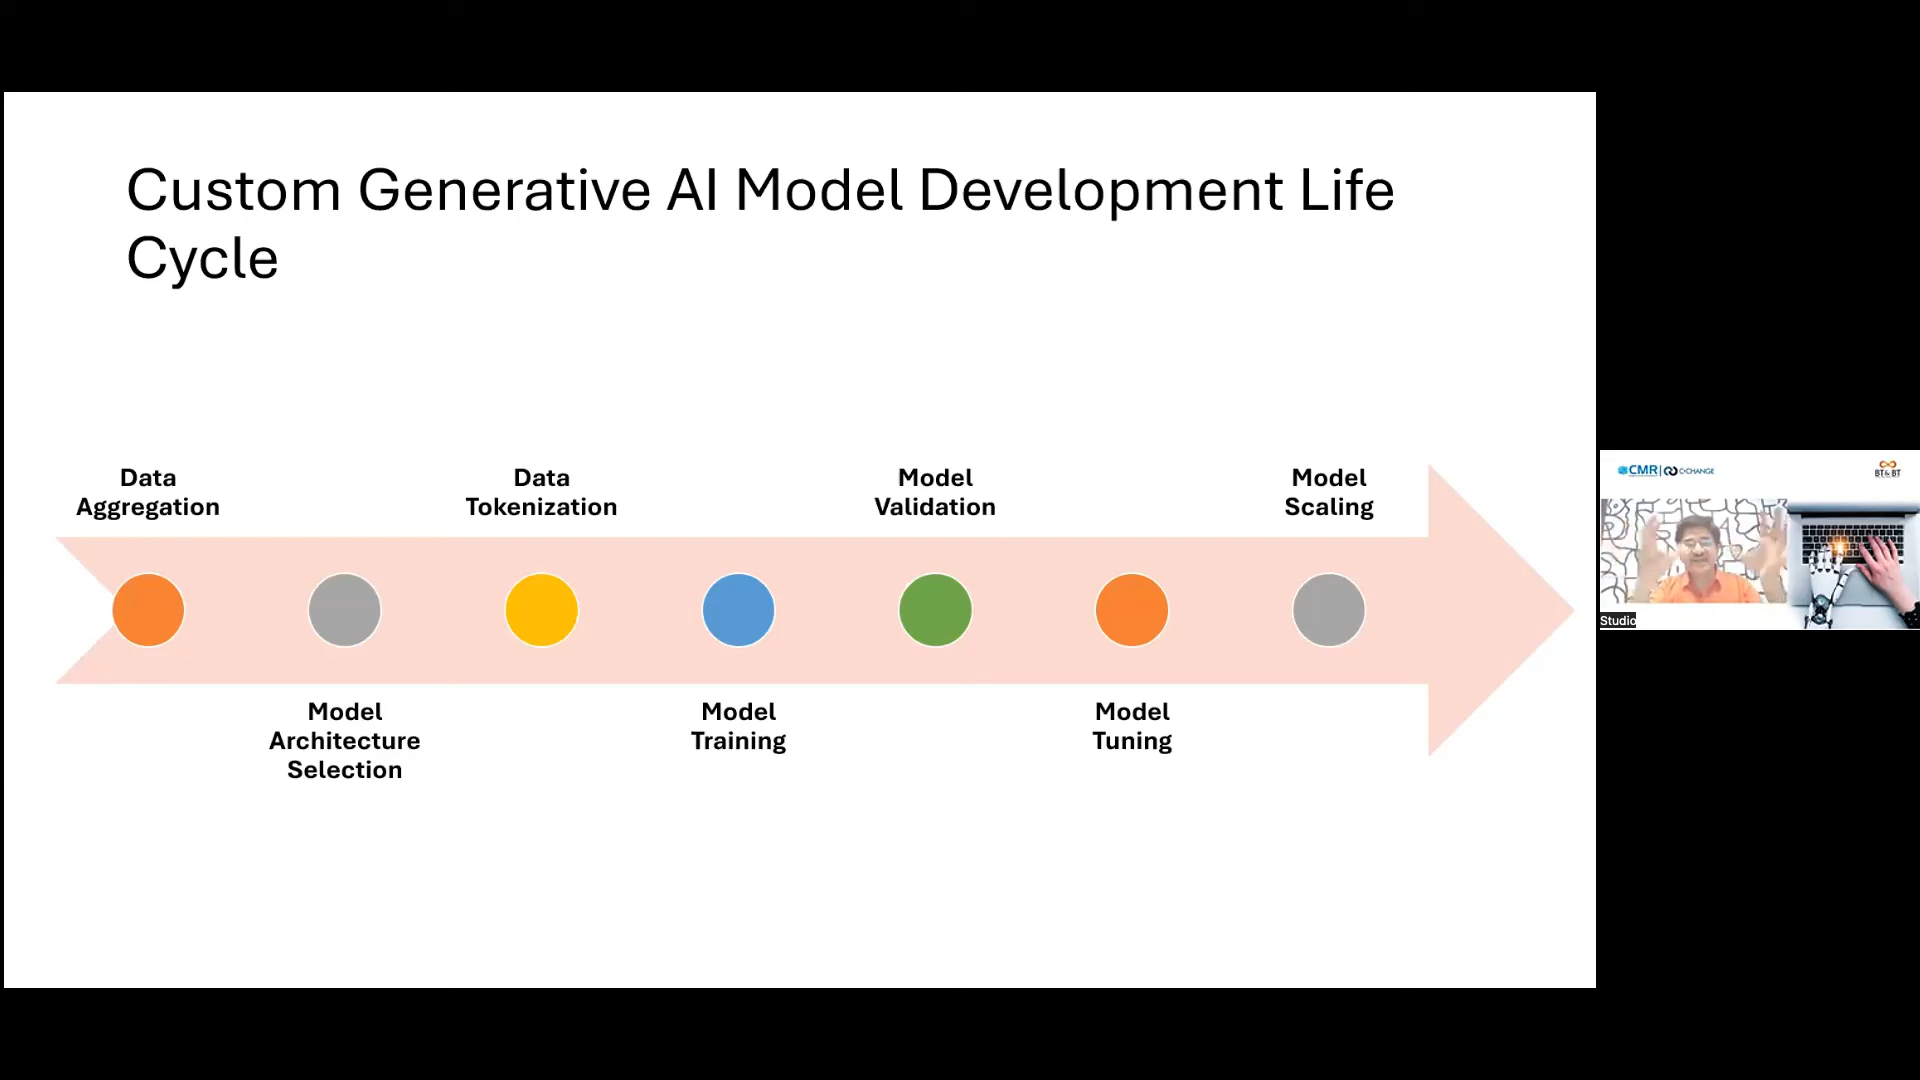 Custom Generative AI Model Development Life
Cycle
Data
Aggregation
Model
Architecture
Selection
Data
Tokenization
Model
Training
Model
Validation
Model
Tuning
Model
Scaling
CMR
C⁠-CHANGE
BT&BT
Studio